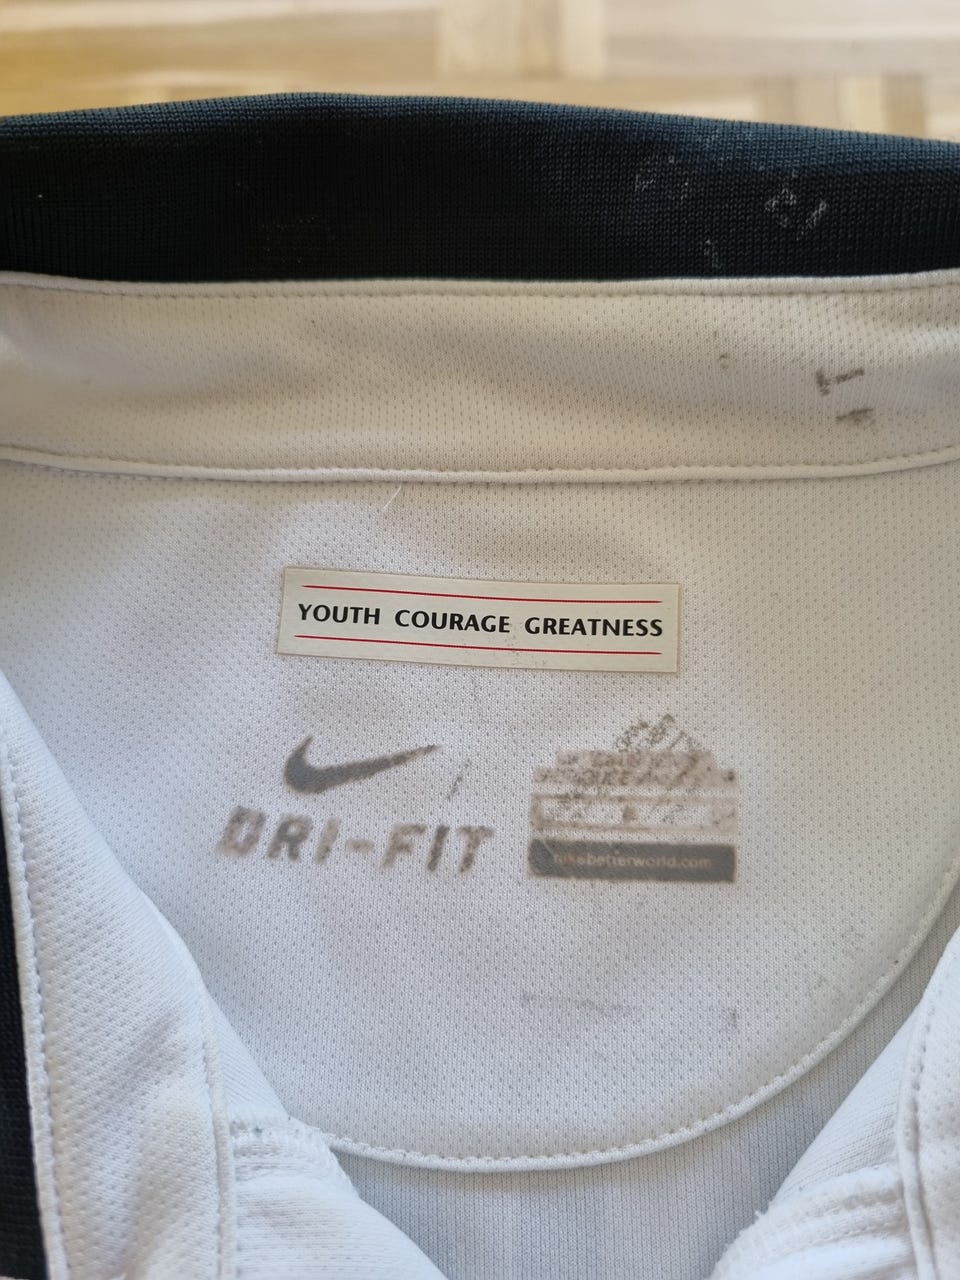 YOUTH COURAGE GREATNESS
DRI-FIT
nikebetterworld.com